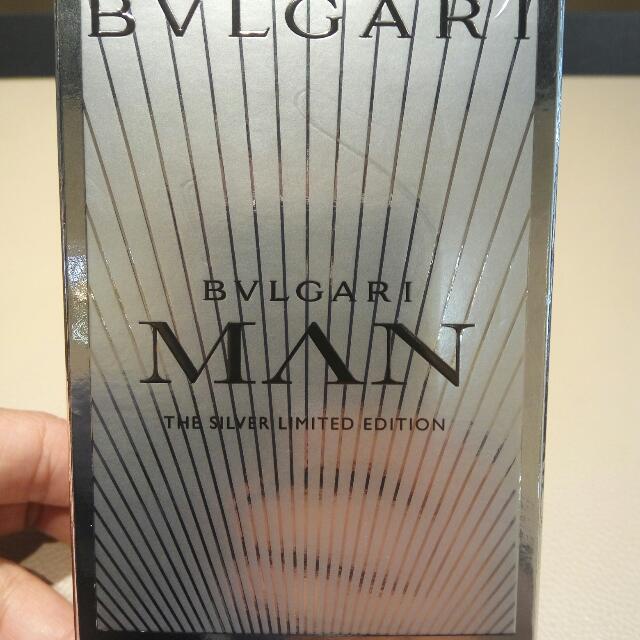 BVLGARI
BVLGARI
MAN
THE SILVER LIMITED EDITION